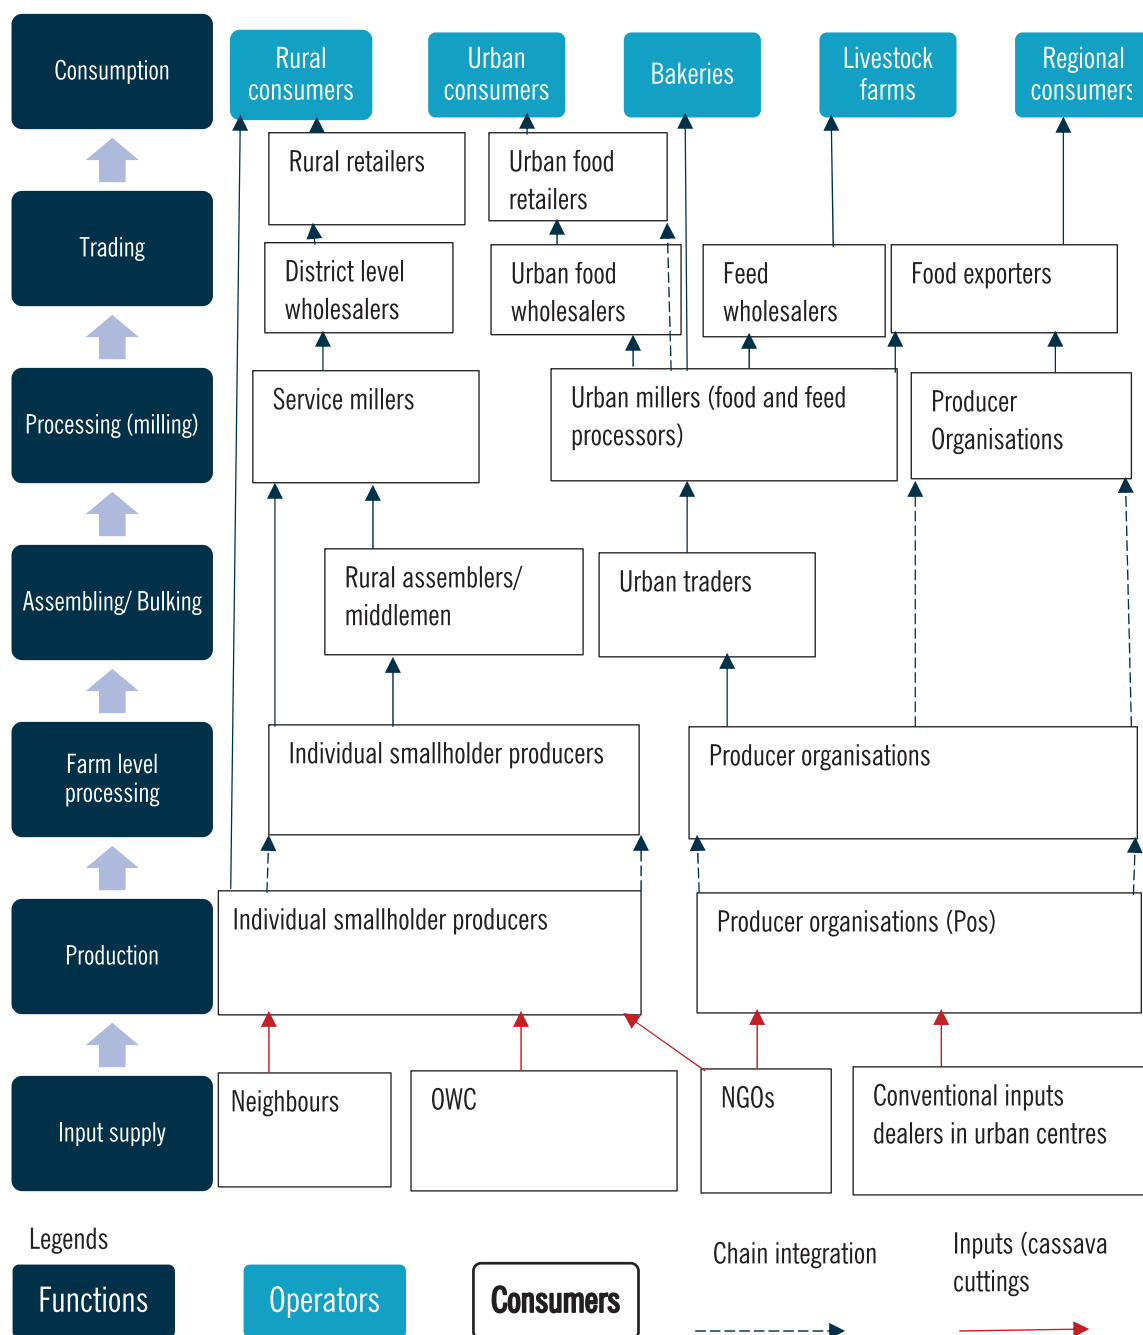 Consumption
Rural
consumers
Urban
consumers
Bakeries
Livestock
farms
Regional
consumers
Rural retailers
Urban food
retailers
Trading
District level
wholesalers
Urban food
wholesalers
Feed
wholesalers
Food exporters
Processing (milling)
Service millers
Urban millers (food and feed
processors)
Producer
Organisations
Assembling/ Bulking
Rural assemblers/
middlemen
Urban traders
Farm level
processing
Individual smallholder producers
Producer organisations
Production
Individual smallholder producers
Producer organisations (Pos)
Input supply
Neighbours
OWC
NGOs
Conventional inputs
dealers in urban centres
Legends
Functions
Operators
Consumers
Chain integration
Inputs (cassava
cuttings